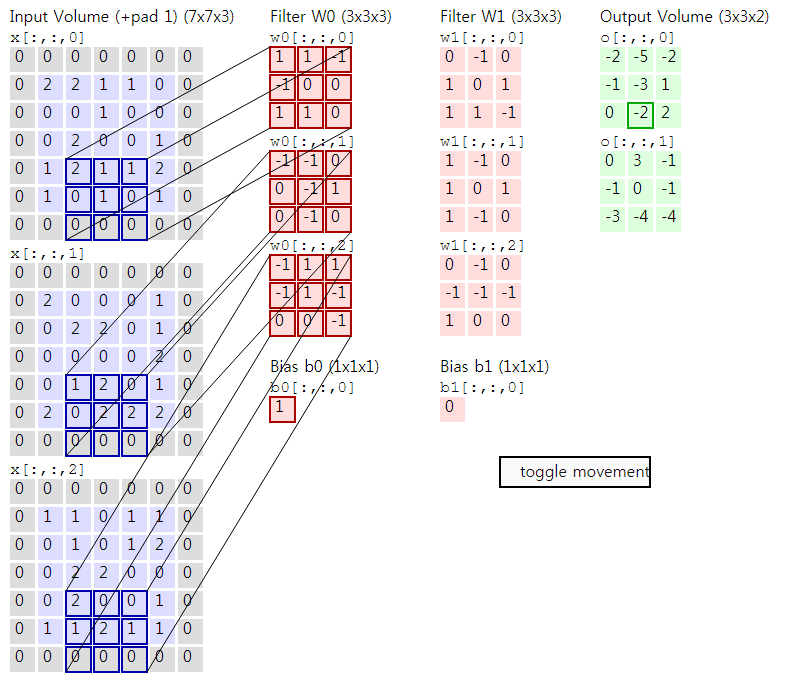 Input Volume (+pad 1) (7x7x3)
x[:,:,0]
0 0 0 0 0 0 0
0 2 2 1 1 0 0
0 0 0 1 0 0 0
0 0 2 0 0 1 0
0 1 2 1 1 2 0
0 1 0 1 0 1 0
0 0 0 0 0 0 0
x[:,:,1]
0 0 0 0 0 0 0
0 2 0 0 0 1 0
0 0 2 2 0 1 0
0 0 0 0 0 2 0
0 0 1 2 0 1 0
0 2 0 2 2 2 0
0 0 0 0 0 0 0
x[:,:,2]
0 0 0 0 0 0 0
0 1 1 0 1 1 0
0 0 1 0 1 2 0
0 0 2 2 0 0 0
0 0 2 0 0 1 0
0 1 1 2 1 1 0
0 0 0 0 0 0 0
Filter W0 (3x3x3)
w0[:,:,0]
1 1 -1
-1 0 0
1 1 0
w0[:,:,1]
-1 -1 0
0 -1 1
0 -1 0
w0[:,:,2]
-1 1 1
-1 1 -1
0 0 -1
Bias b0 (1x1x1)
b0[:,:,0]
1
Filter W1 (3x3x3)
w1[:,:,0]
0 -1 0
1 0 1
1 1 -1
w1[:,:,1]
1 -1 0
1 0 1
1 -1 0
w1[:,:,2]
0 -1 0
-1 -1 -1
1 0 0
Bias b1 (1x1x1)
b1[:,:,0]
0
Output Volume (3x3x2)
o[:,:,0]
-2 -5 -2
-1 -3 1
0 -2 2
o[:,:,1]
0 3 -1
-1 0 -1
-3 -4 -4
toggle movement